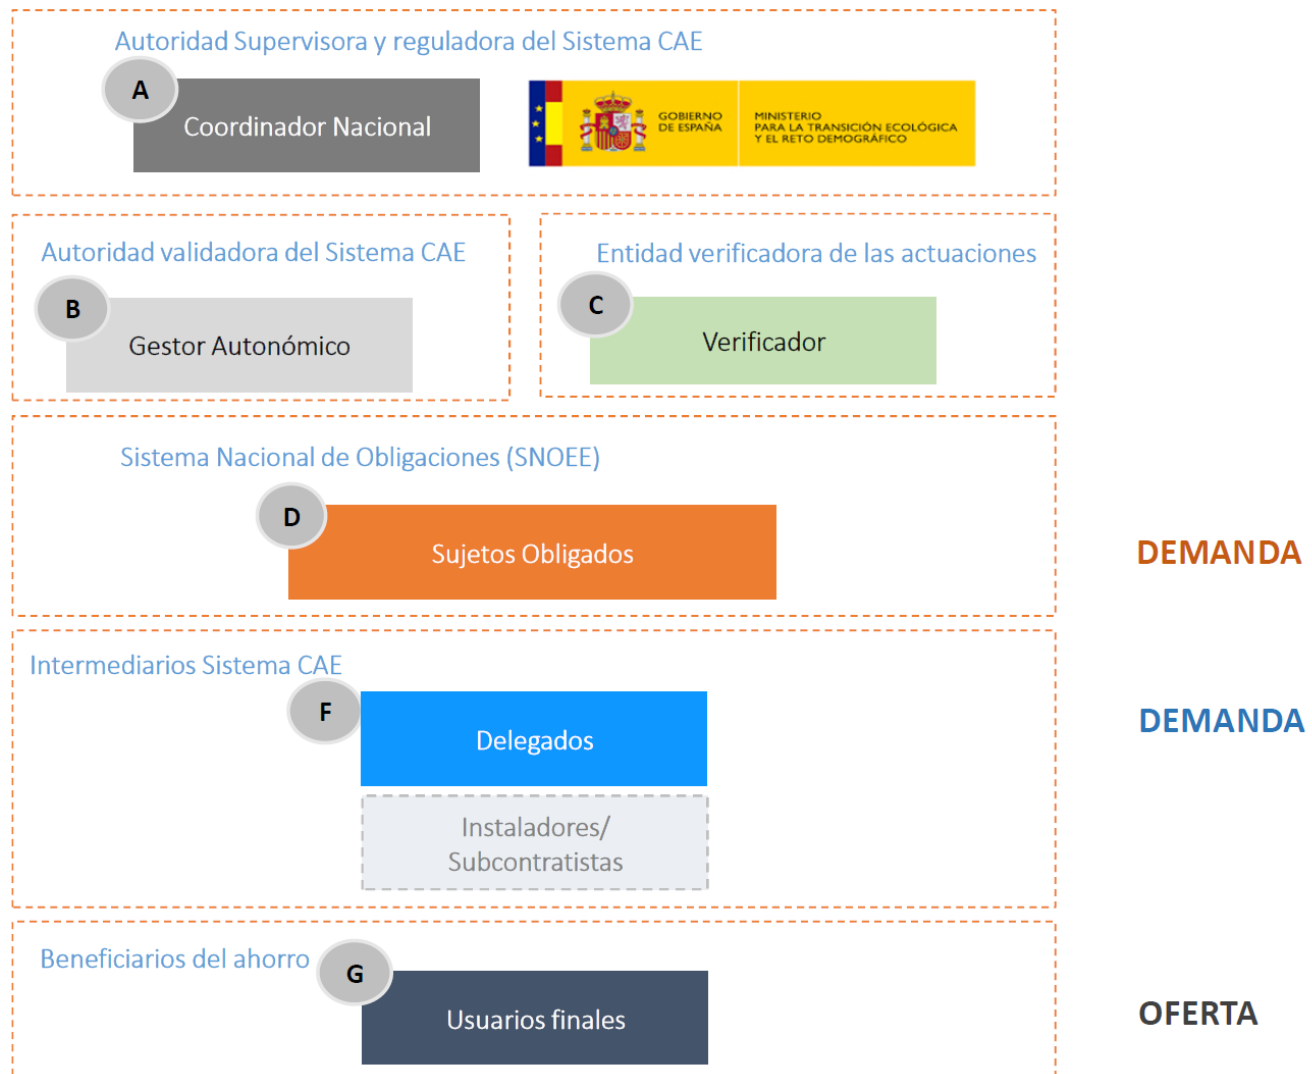 Autoridad Supervisora y reguladora del Sistema CAE
A
Coordinador Nacional
GOBIERNO
DE ESPAÑA
MINISTERIO
PARA LA TRANSICIÓN ECOLÓGICA
Y EL RETO DEMOGRÁFICO
Autoridad validadora del Sistema CAE
B
Gestor Autonómico
Entidad verificadora de las actuaciones
C
Verificador
Sistema Nacional de Obligaciones (SNOEE)
D
Sujetos Obligados
DEMANDA
Intermediarios Sistema CAE
F
Delegados
DEMANDA
Instaladores/
Subcontratistas
Beneficiarios del ahorro
G
Usuarios finales
OFERTA